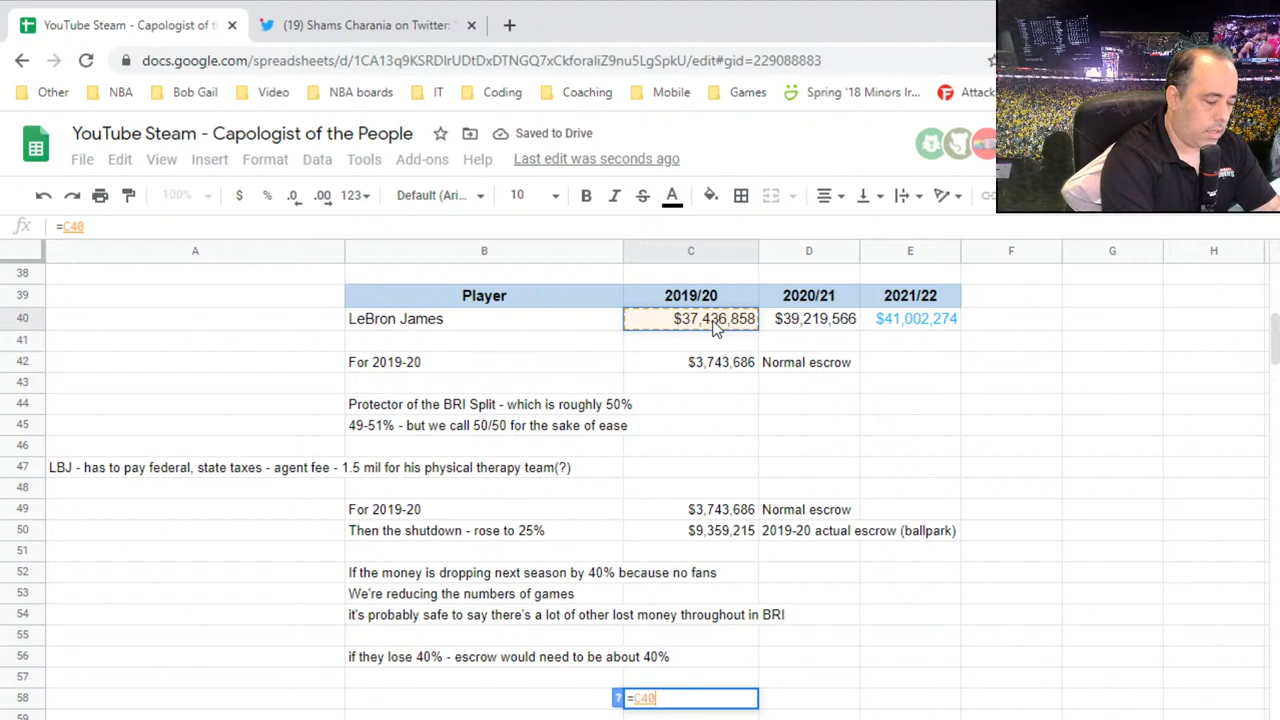 YouTube Steam - Capologist of t
(19) Shams Charania on Twitter:
docs.google.com/spreadsheets/d/1CA13q9KSRDIrUDtDxDTNGQ7xCkforaliZ9nu5LgSpkU/edit#gid=229088883
Other NBA Bob Gail Video NBA boards IT Coding Coaching Mobile Games Spring '18 Minors Ir... Attack
YouTube Steam - Capologist of the People Saved to Drive
File Edit View Insert Format Data Tools Add-ons Help Last edit was seconds ago
100% $ % .0 .00 123 Default (Ari... 10 B I S A
fx =C40
A B C D E F G H
38
39 Player 2019/20 2020/21 2021/22
40 LeBron James $37,436,858 $39,219,566 $41,002,274
41
42 For 2019-20 $3,743,686 Normal escrow
43
44 Protector of the BRI Split - which is roughly 50%
45 49-51% - but we call 50/50 for the sake of ease
46
47 LBJ - has to pay federal, state taxes - agent fee - 1.5 mil for his physical therapy team(?)
48
49 For 2019-20 $3,743,686 Normal escrow
50 Then the shutdown - rose to 25% $9,359,215 2019-20 actual escrow (ballpark)
51
52 If the money is dropping next season by 40% because no fans
53 We're reducing the numbers of games
54 it's probably safe to say there's a lot of other lost money throughout in BRI
55
56 if they lose 40% - escrow would need to be about 40%
57
58 ? =C40
59